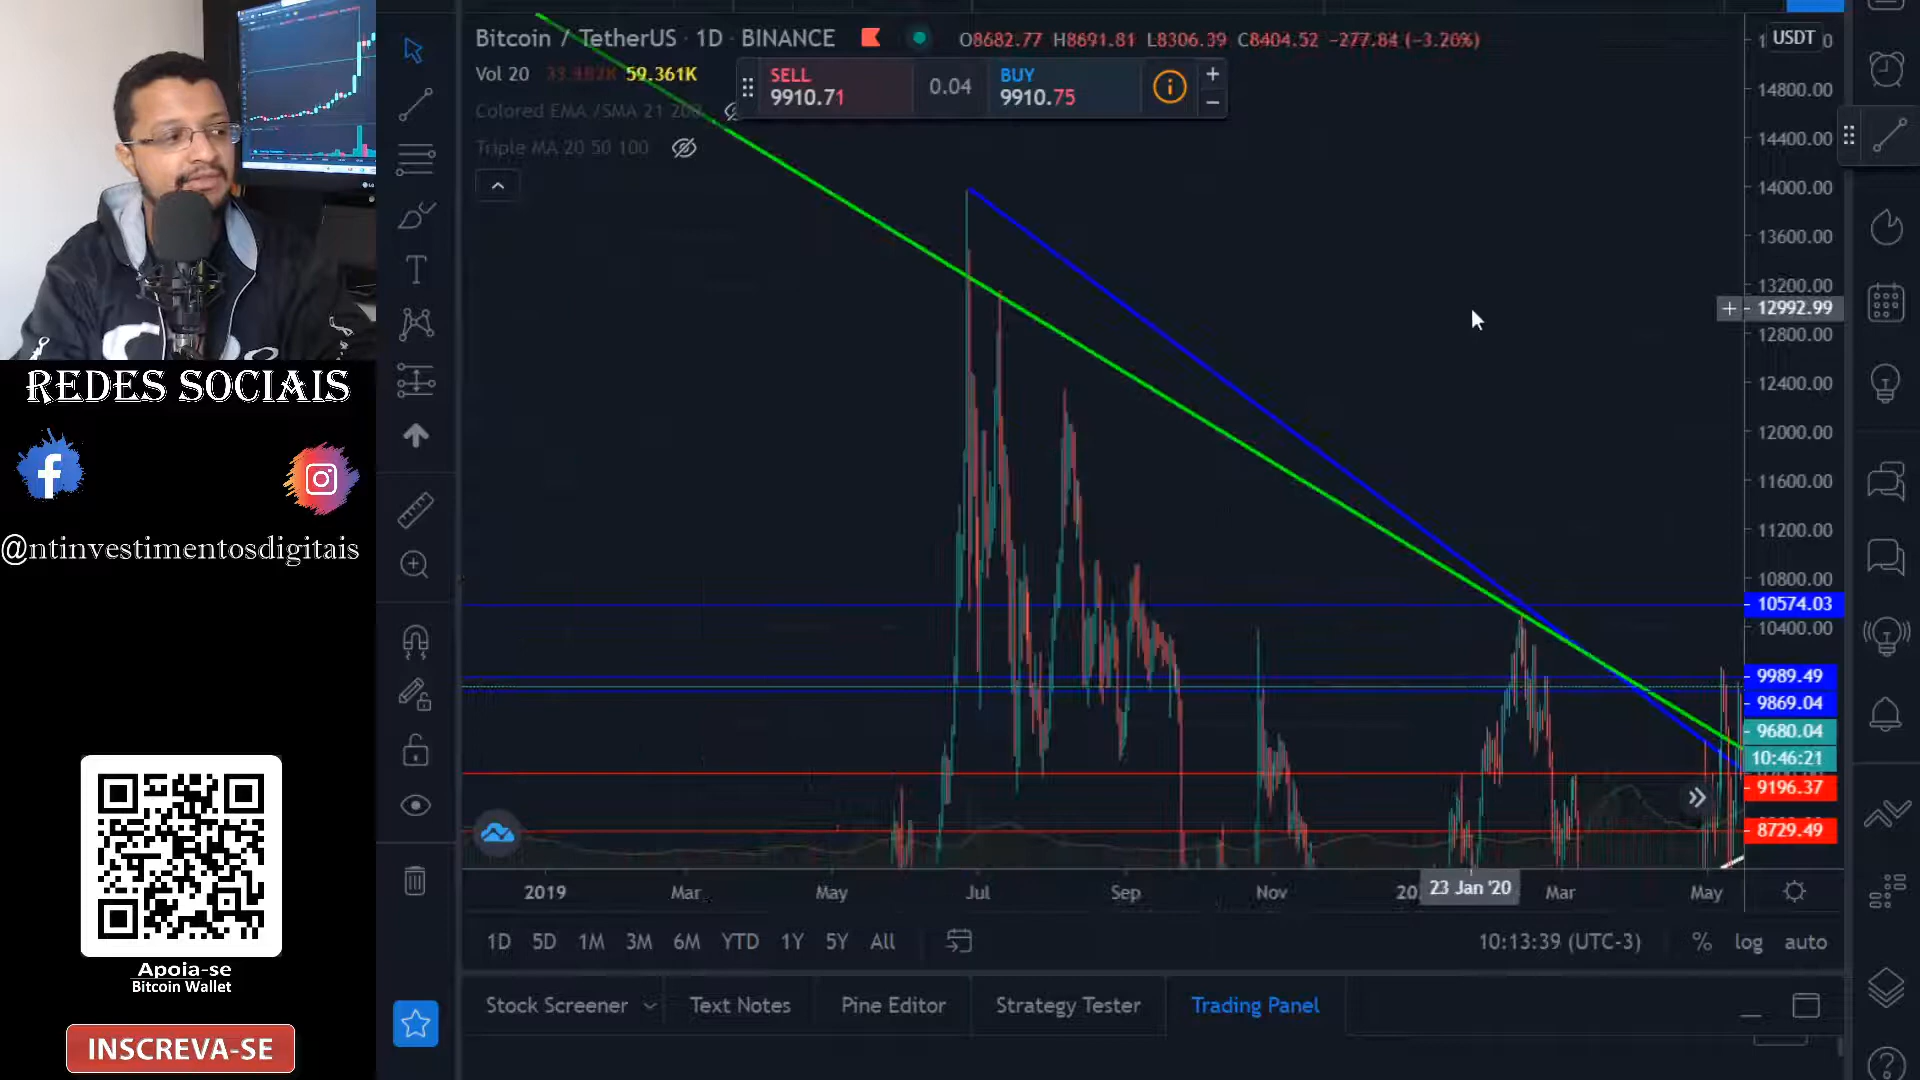 Bitcoin / TetherUS · 1D · BINANCE
O8682.77 H8691.81 L8306.39 C8404.52 −277.84 (−3.20%)
USDT
Vol 20 59.361K
SELL
9910.71
0.04
BUY
9910.75
Colored EMA /SMA 21 200
Triple MA 20 50 100
14800.00
14400.00
14000.00
13600.00
13200.00
12992.99
12800.00
12400.00
12000.00
11600.00
11200.00
10800.00
10574.03
10400.00
9989.49
9869.04
9680.04
10:46:21
9196.37
8729.49
2019
Mar
May
Jul
Sep
Nov
23 Jan '20
Mar
May
1D 5D 1M 3M 6M YTD 1Y 5Y All
10:13:39 (UTC-3) % log auto
Stock Screener Text Notes Pine Editor Strategy Tester Trading Panel
REDES SOCIAIS
@ntinvestimentosdigitais
Apoia-se
Bitcoin Wallet
INSCREVA-SE